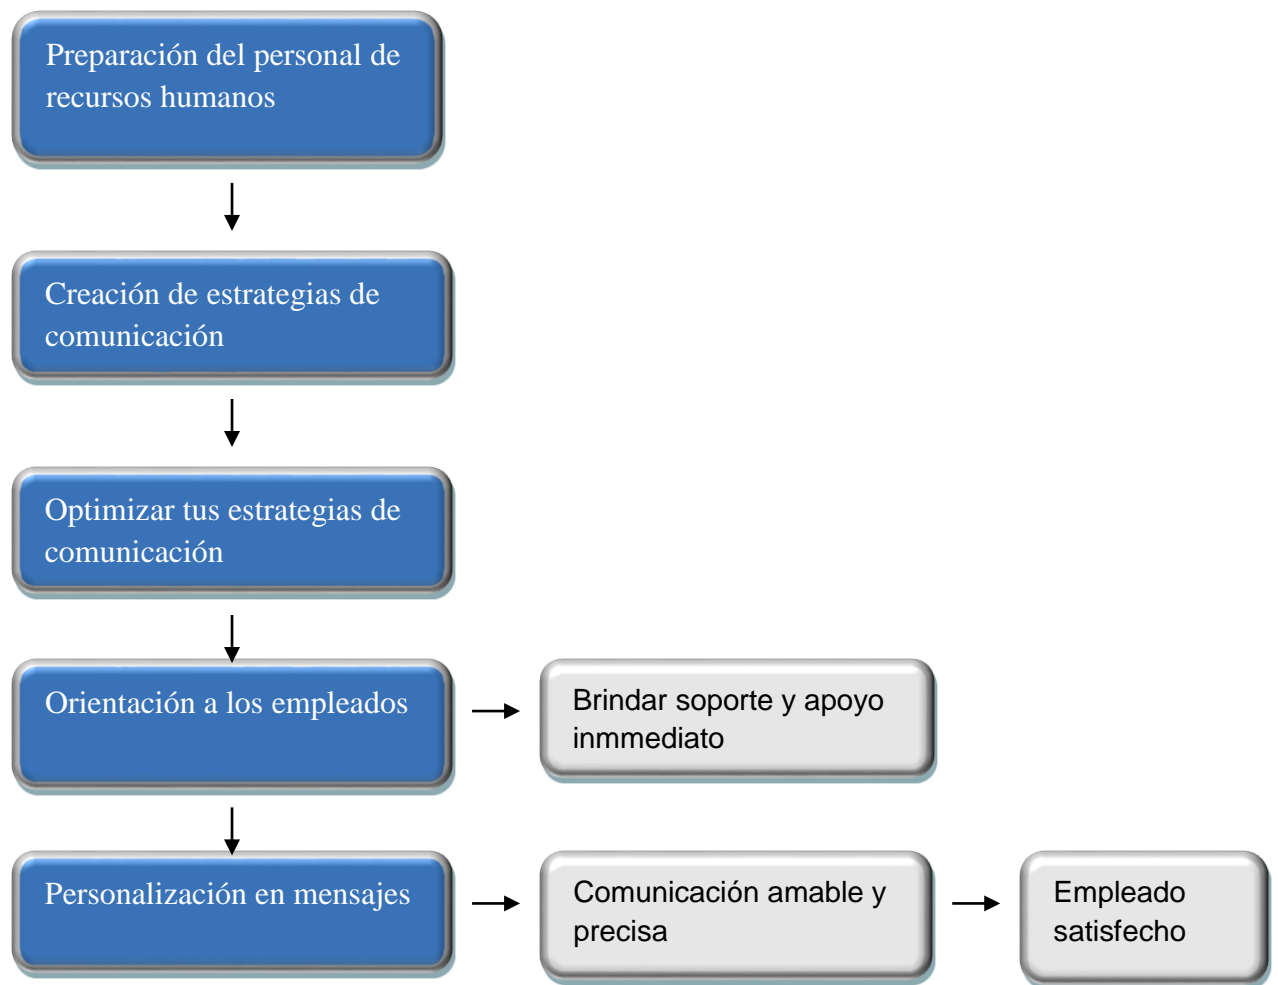 Preparación del personal de
recursos humanos
Creación de estrategias de
comunicación
Optimizar tus estrategias de
comunicación
Orientación a los empleados
Brindar soporte y apoyo
inmmediato
Personalización en mensajes
Comunicación amable y
precisa
Empleado
satisfecho